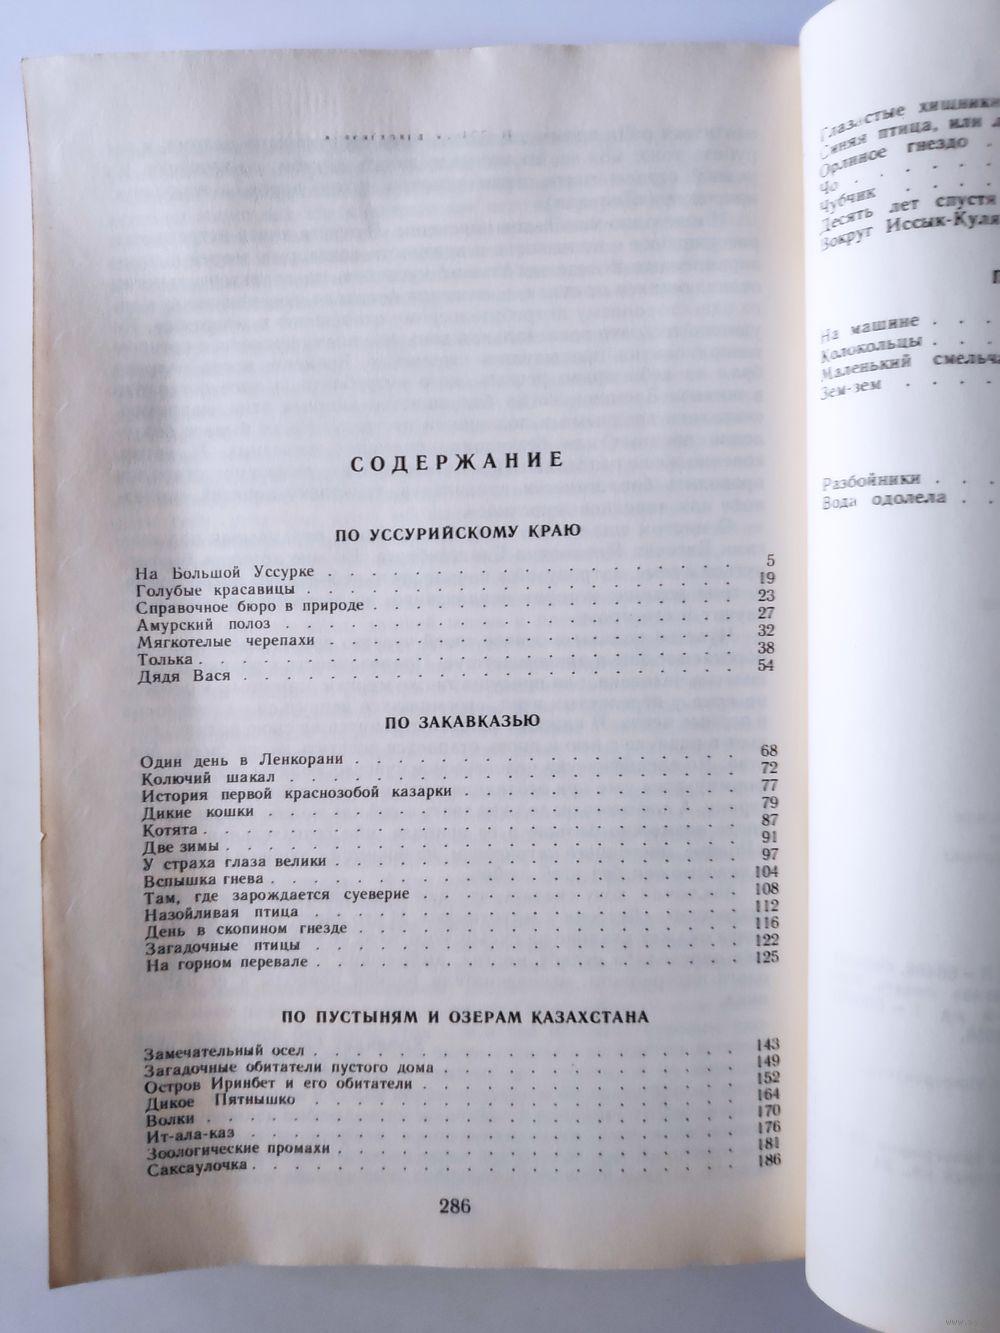 СОДЕРЖАНИЕ
ПО УССУРИЙСКОМУ КРАЮ
На Большой Уссурке . . . . . . . . . . 5
Голубые красавицы . . . . . . . . . . 19
Справочное бюро в природе . . . . . . . . . . 23
Амурский полоз . . . . . . . . . . 27
Мягкотелые черепахи . . . . . . . . . . 32
Толька . . . . . . . . . . 38
Дядя Вася . . . . . . . . . . 54
ПО ЗАКАВКАЗЬЮ
Один день в Ленкорани . . . . . . . . . . 68
Колючий шакал . . . . . . . . . . 72
История первой краснозобой казарки . . . . . . . . . . 77
Дикие кошки . . . . . . . . . . 79
Котята . . . . . . . . . . 87
Две зимы . . . . . . . . . . 91
У страха глаза велики . . . . . . . . . . 97
Вспышка гнева . . . . . . . . . . 104
Там, где зарождается суеверие . . . . . . . . . . 108
Назойливая птица . . . . . . . . . . 112
День в скопином гнезде . . . . . . . . . . 116
Загадочные птицы . . . . . . . . . . 122
На горном перевале . . . . . . . . . . 125
ПО ПУСТЫНЯМ И ОЗЕРАМ КАЗАХСТАНА
Замечательный осел . . . . . . . . . . 143
Загадочные обитатели пустого дома . . . . . . . . . . 149
Остров Иринбет и его обитатели . . . . . . . . . . 152
Дикое Пятнышко . . . . . . . . . . 164
Волки . . . . . . . . . . 170
Ит-ала-каз . . . . . . . . . . 176
Зоологические промахи . . . . . . . . . . 181
Саксаулочка . . . . . . . . . . 186
286
Глазастые хищники
Синяя птица, или
Орлиное гнездо .
Чо . . . . .
Чубчик . . . .
Десять лет спустя
Вокруг Иссык-Куля
На машине . . .
Колокольцы . . .
Маленький смельча
Зем-зем . . . .
Разбойники . . .
Вода одолела . .